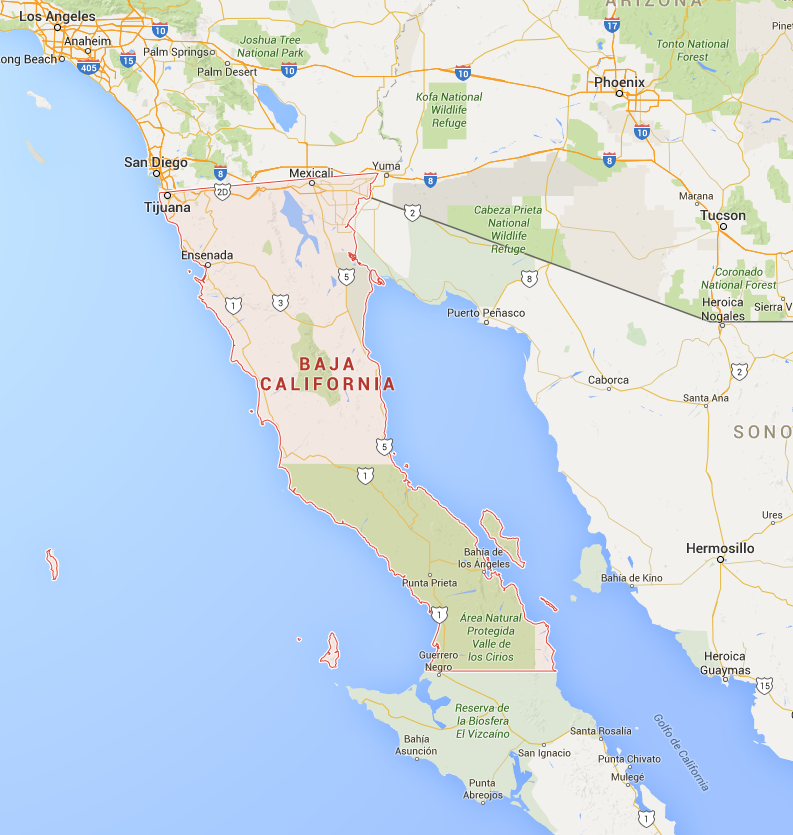 ARIZONA
Los Angeles
10
17
Anaheim
Joshua Tree
National Park
Palm Springs
Tonto National
Forest
ong Beach
15
405
Palm Desert
10
10
Phoenix
Kofa National
Wildlife
Refuge
10
San Diego
8
Mexicali
Yuma
8
8
2D
Tijuana
2
Cabeza Prieta
National
Wildlife
Refuge
Marana
Tucson
Ensenada
5
8
Coronado
National Forest
Heroica
Nogales
Sierra V
1
3
Puerto Peñasco
BAJA
CALIFORNIA
Caborca
2
Santa Ana
SONO
5
1
Ures
Hermosillo
Bahía de
los Ángeles
Punta Prieta
Bahía de Kino
1
Área Natural
Protegida
Valle de
los Cirios
Guerrero
Negro
Heroica
Guaymas
15
Reserva de
la Biosfera
El Vizcaíno
Golfo de California
Santa Rosalía
Bahía
Asunción
San Ignacio
Punta Chivato
Mulegé
Punta
Abreojos
1